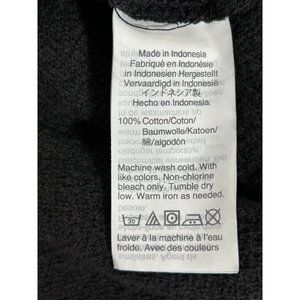 Made in Indonesia
Fabriqué en Indonésie
in Indonesien Hergestellt
Vervaardigd in Indonesië
インドネシア製
Hecho en Indonesia
100% Cotton/Coton/
Baumwolle/Katoen/
綿/algodón
Machine wash cold. With
like colors. Non-chlorine
bleach only. Tumble dry
low. Warm iron as needed.
Laver à la machine à l'eau
froide. Avec des couleurs